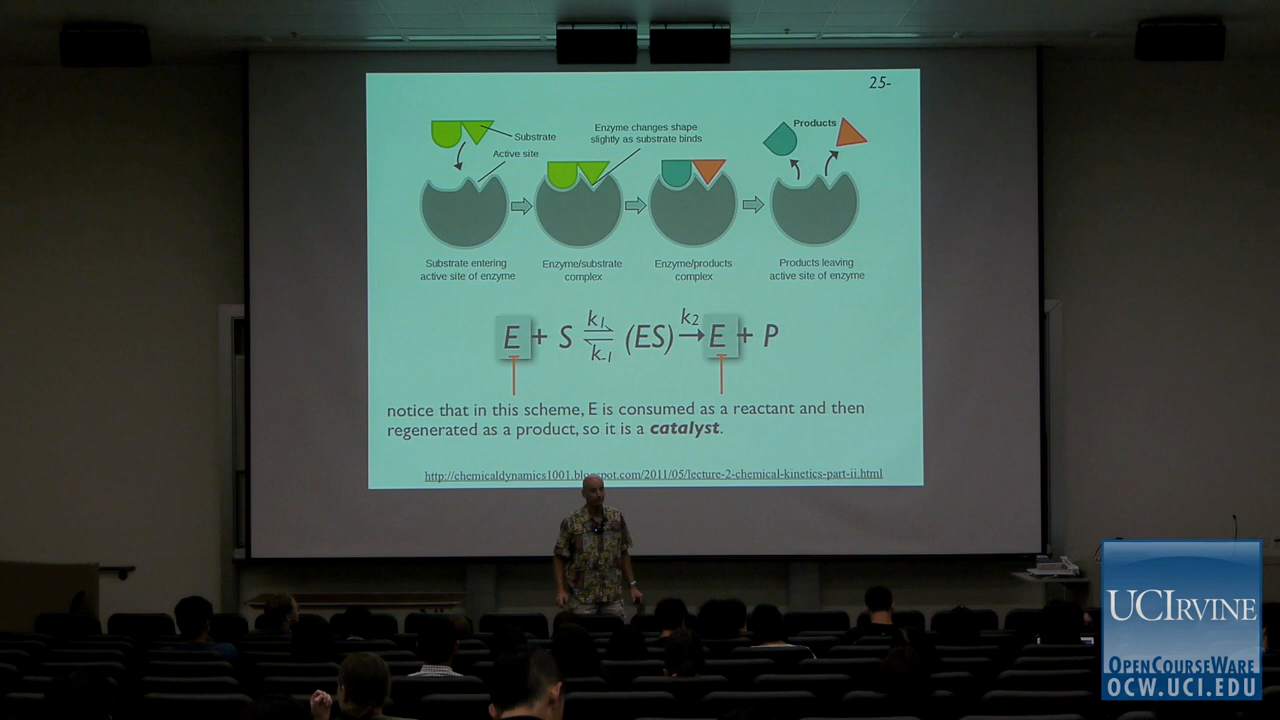 25-
Substrate
Active site
Enzyme changes shape
slightly as substrate binds
Products
Substrate entering
active site of enzyme
Enzyme/substrate
complex
Enzyme/products
complex
Products leaving
active site of enzyme
E + S k1 ⇌ k-1 (ES) k2 → E + P
notice that in this scheme, E is consumed as a reactant and then
regenerated as a product, so it is a catalyst.
http://chemicaldynamics1001.blogspot.com/2011/05/lecture-2-chemical-kinetics-part-ii.html
UCIRVINE
OPENCOURSEWARE
OCW.UCI.EDU